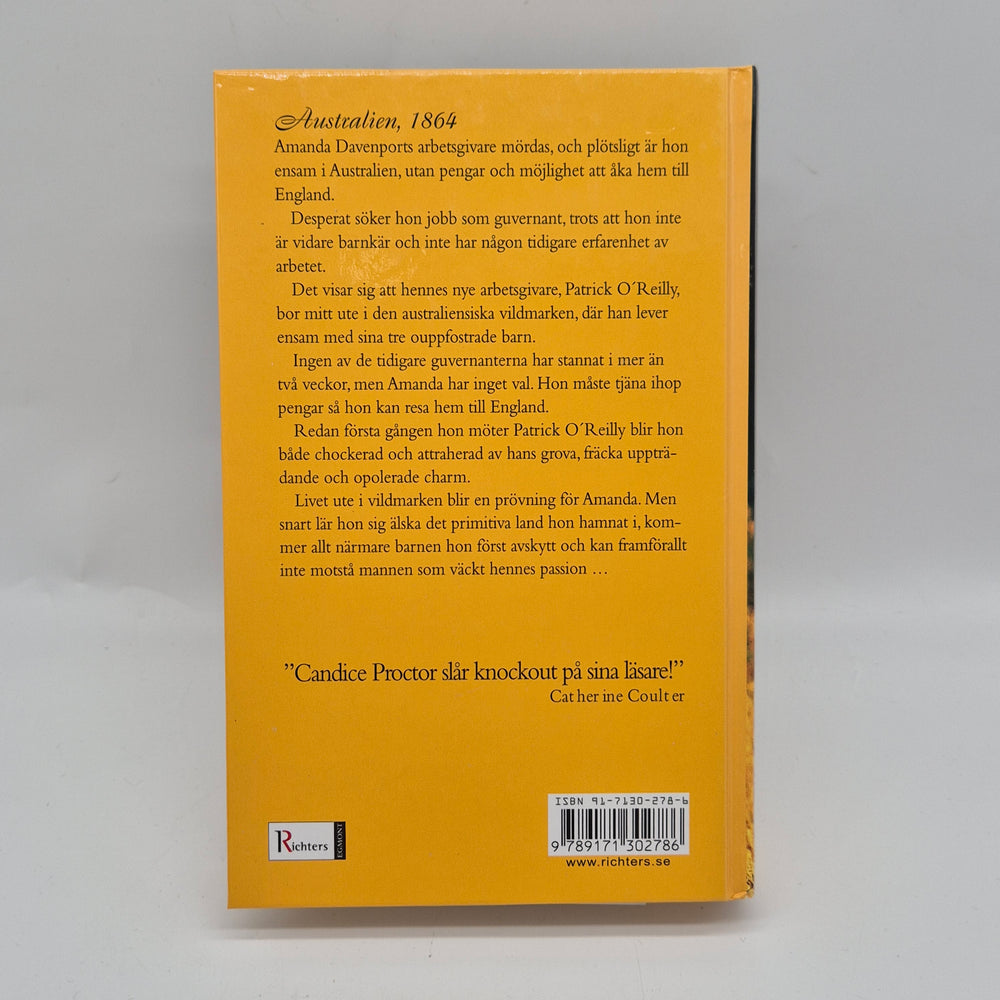 Australien, 1864
Amanda Davenports arbetsgivare mördas, och plötsligt är hon
ensam i Australien, utan pengar och möjlighet att åka hem till
England.
Desperat söker hon jobb som guvernant, trots att hon inte
är vidare barnkär och inte har någon tidigare erfarenhet av
arbetet.
Det visar sig att hennes nye arbetsgivare, Patrick O´Reilly,
bor mitt ute i den australiensiska vildmarken, där han lever
ensam med sina tre ouppfostrade barn.
Ingen av de tidigare guvernanterna har stannat i mer än
två veckor, men Amanda har inget val. Hon måste tjäna ihop
pengar så hon kan resa hem till England.
Redan första gången hon möter Patrick O´Reilly blir hon
både chockerad och attraherad av hans grova, fräcka uppträ-
dande och opolerade charm.
Livet ute i vildmarken blir en prövning för Amanda. Men
snart lär hon sig älska det primitiva land hon hamnat i, kom-
mer allt närmare barnen hon först avskytt och kan framförallt
inte motstå mannen som väckt hennes passion …
”Candice Proctor slår knockout på sina läsare!”
Catherine Coulter
ISBN 91-7130-278-6
9 789171 302786
www.richters.se
Richters
EGMONT